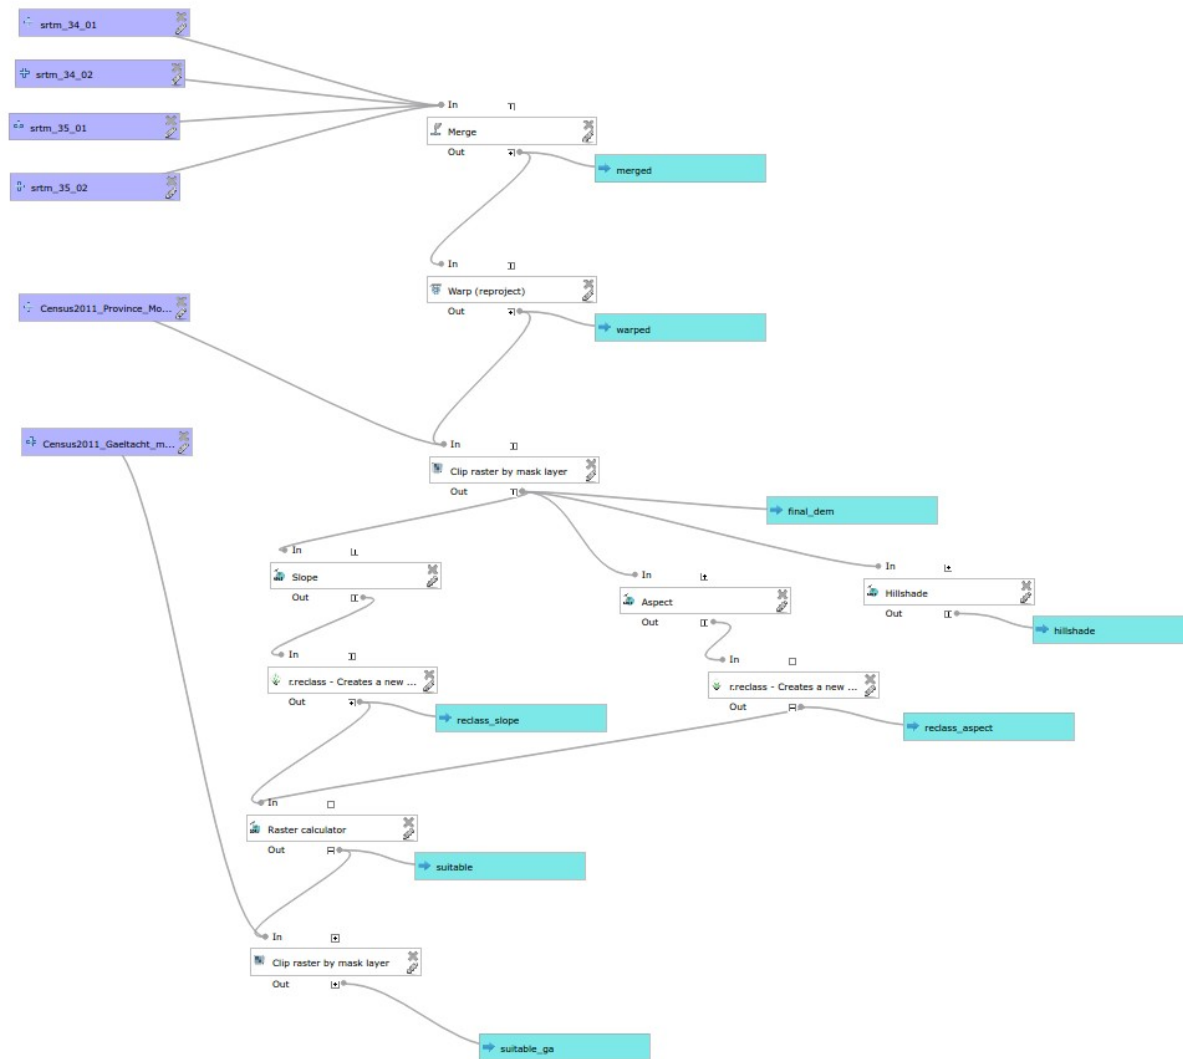 srtm_34_01
srtm_34_02
srtm_35_01
srtm_35_02
In
Merge
Out
merged
In
Warp (reproject)
Out
warped
Census2011_Province_Mo...
Census2011_Gaeltacht_m...
In
Clip raster by mask layer
Out
final_dem
In
Slope
Out
In
Aspect
Out
In
Hillshade
Out
hillshade
In
r.reclass - Creates a new ...
Out
reclass_slope
In
r.reclass - Creates a new ...
Out
reclass_aspect
In
Raster calculator
Out
suitable
In
Clip raster by mask layer
Out
suitable_ga